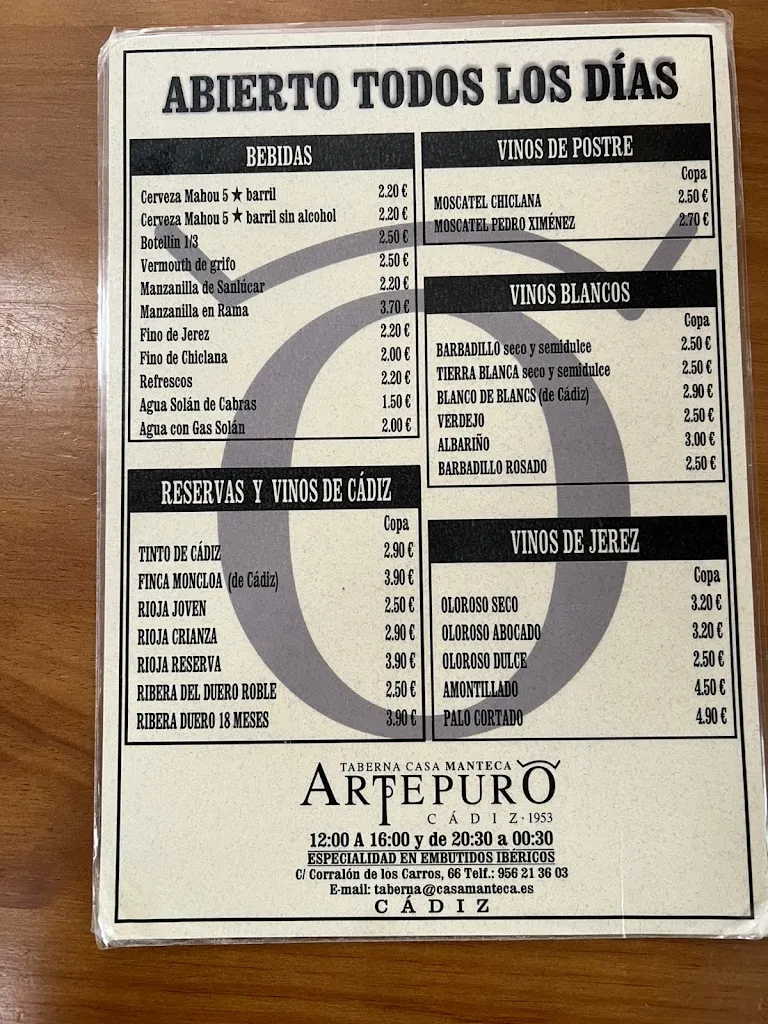 ABIERTO TODOS LOS DÍAS
BEBIDAS
Cerveza Mahou 5 ★ barril 2.20 €
Cerveza Mahou 5 ★ barril sin alcohol 2.20 €
Botellín 1/3 2.50 €
Vermouth de grifo 2.50 €
Manzanilla de Sanlúcar 2.20 €
Manzanilla en Rama 3.70 €
Fino de Jerez 2.20 €
Fino de Chiclana 2.00 €
Refrescos 2.20 €
Agua Solán de Cabras 1.50 €
Agua con Gas Solán 2.00 €
RESERVAS Y VINOS DE CÁDIZ
Copa
TINTO DE CÁDIZ 2.90 €
FINCA MONCLOA (de Cádiz) 3.90 €
RIOJA JOVEN 2.50 €
RIOJA CRIANZA 2.90 €
RIOJA RESERVA 3.90 €
RIBERA DEL DUERO ROBLE 2.50 €
RIBERA DUERO 18 MESES 3.90 €
VINOS DE POSTRE
Copa
MOSCATEL CHICLANA 2.50 €
MOSCATEL PEDRO XIMÉNEZ 2.70 €
VINOS BLANCOS
Copa
BARBADILLO seco y semidulce 2.50 €
TIERRA BLANCA seco y semidulce 2.50 €
BLANCO DE BLANCS (de Cádiz) 2.90 €
VERDEJO 2.50 €
ALBARIÑO 3.00 €
BARBADILLO ROSADO 2.50 €
VINOS DE JEREZ
Copa
OLOROSO SECO 3.20 €
OLOROSO ABOCADO 3.20 €
OLOROSO DULCE 2.50 €
AMONTILLADO 4.50 €
PALO CORTADO 4.90 €
TABERNA CASA MANTECA
ARTEPURO
CÁDIZ·1953
12:00 A 16:00 y de 20:30 a 00:30
ESPECIALIDAD EN EMBUTIDOS IBÉRICOS
C/ Corralón de los Carros, 66 Telf.: 956 21 36 03
E-mail: taberna@casamanteca.es
CÁDIZ